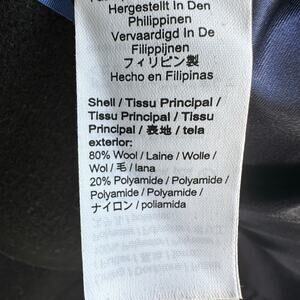 Hergestellt In Den
Philippinen
Vervaardigd In De
Filippijnen
フィリピン製
Hecho en Filipinas
Shell / Tissu Principal /
Tissu Principal / Tissu
Principal / 表地 / tela
exterior:
80% Wool / Laine / Wolle /
Wol / 毛 / lana
20% Polyamide / Polyamide /
Polyamide / Polyamide /
ナイロン / poliamida